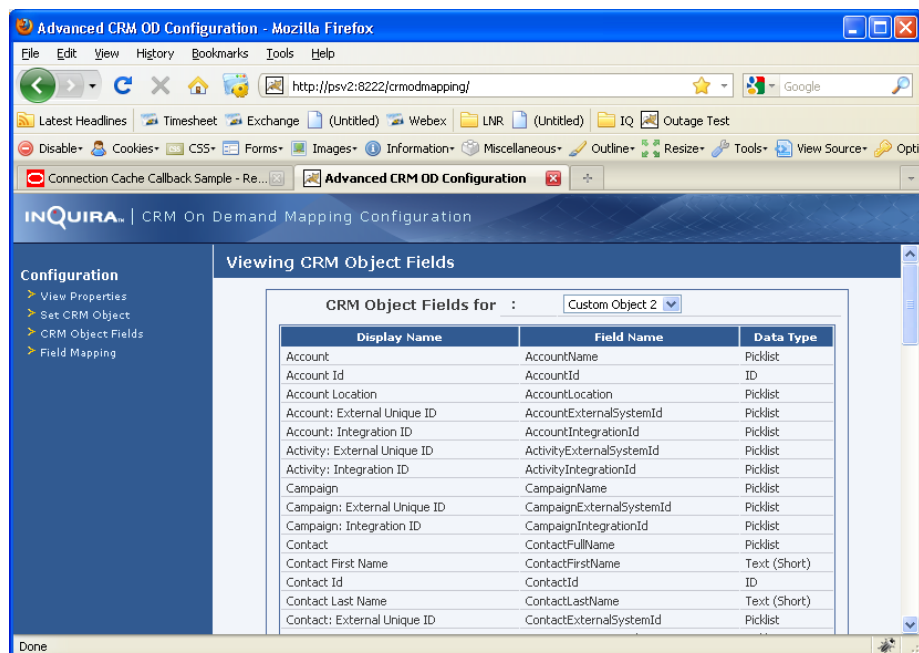 Advanced CRM OD Configuration - Mozilla Firefox
File Edit View History Bookmarks Tools Help
http://psv2:8222/crmodmapping/ Google
Latest Headlines Timesheet Exchange (Untitled) Webex LNR (Untitled) IQ Outage Test
Disable Cookies CSS Forms Images Information Miscellaneous Outline Resize Tools View Source Opti
Connection Cache Callback Sample - Re... Advanced CRM OD Configuration
INQUIRA™ | CRM On Demand Mapping Configuration
Configuration
View Properties
Set CRM Object
CRM Object Fields
Field Mapping
Viewing CRM Object Fields
CRM Object Fields for : Custom Object 2
Display Name Field Name Data Type
Account AccountName Picklist
Account Id AccountId ID
Account Location AccountLocation Picklist
Account: External Unique ID AccountExternalSystemId Picklist
Account: Integration ID AccountIntegrationId Picklist
Activity: External Unique ID ActivityExternalSystemId Picklist
Activity: Integration ID ActivityIntegrationId Picklist
Campaign CampaignName Picklist
Campaign: External Unique ID CampaignExternalSystemId Picklist
Campaign: Integration ID CampaignIntegrationId Picklist
Contact ContactFullName Picklist
Contact First Name ContactFirstName Text (Short)
Contact Id ContactId ID
Contact Last Name ContactLastName Text (Short)
Contact: External Unique ID ContactExternalSystemId Picklist
Done